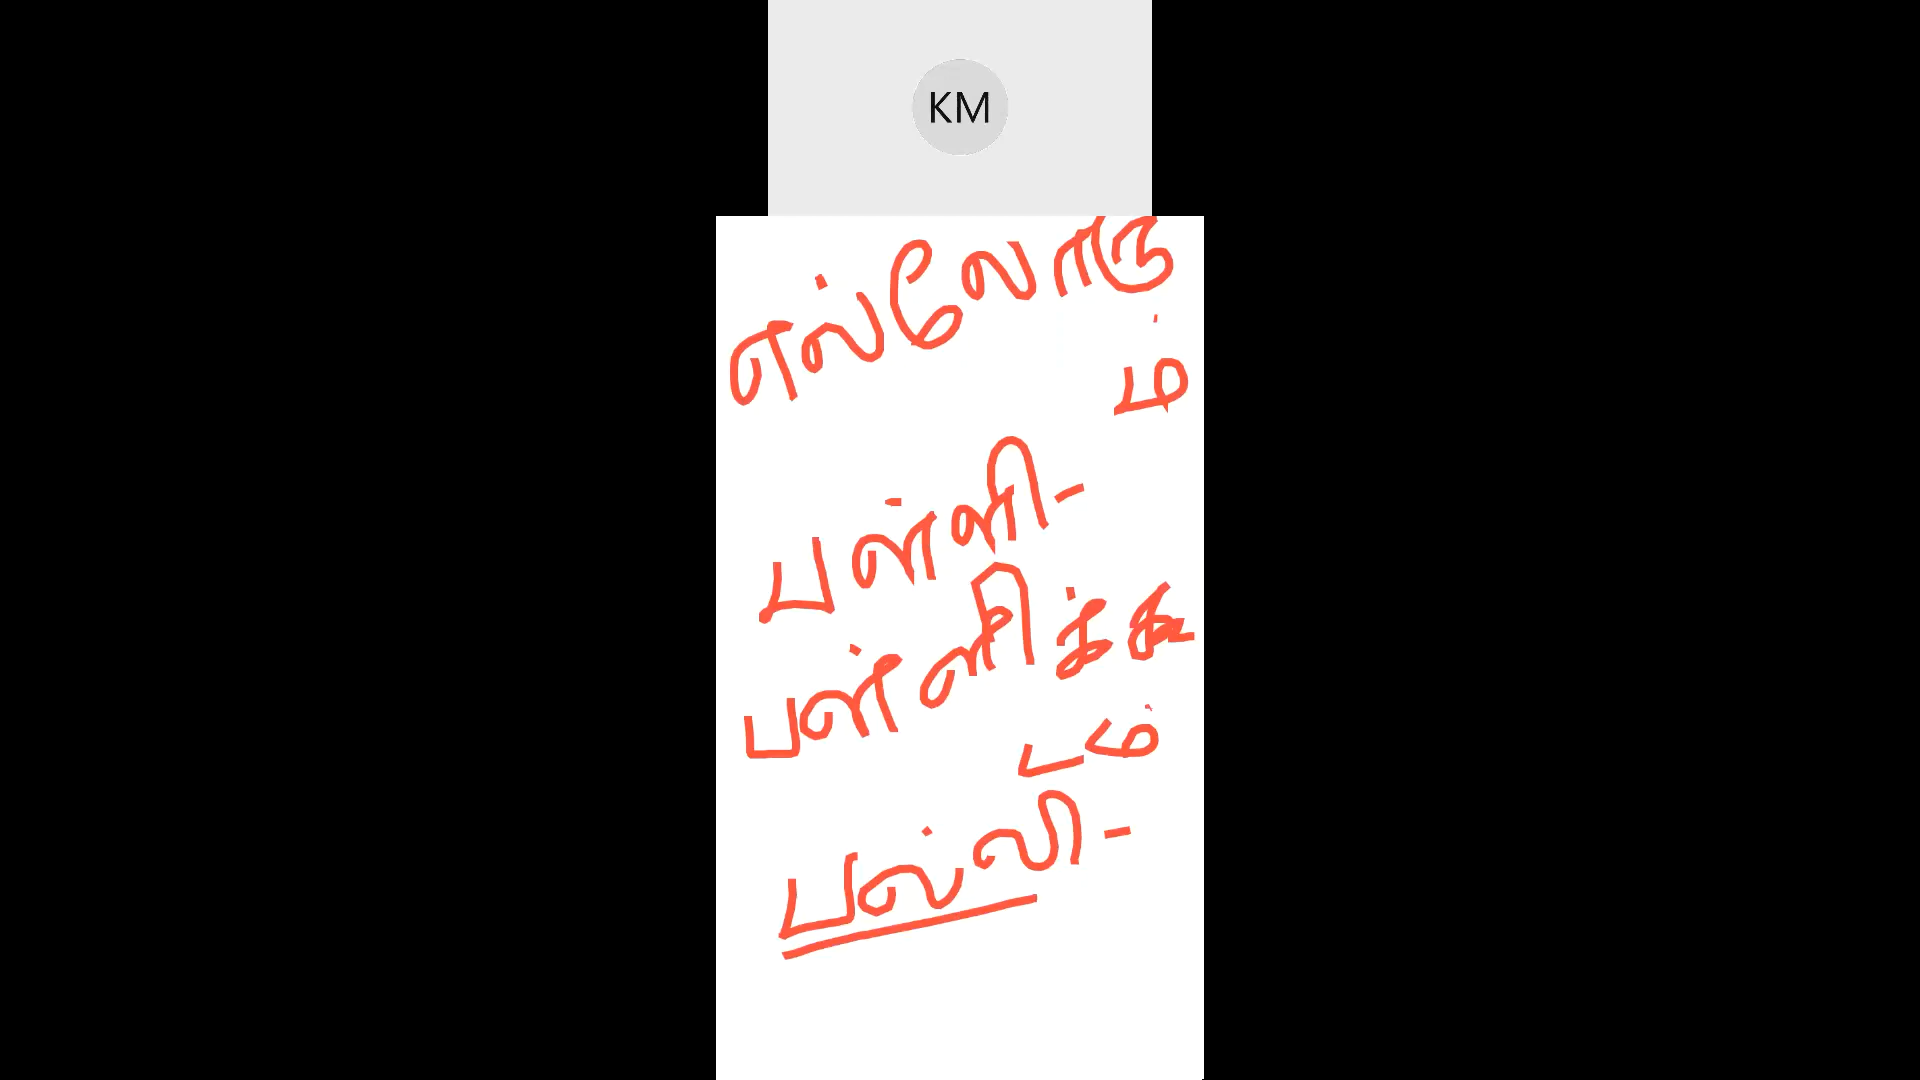 KM
எல்லோரு
ம்
பள்ளி-
பள்ளிக்கூ
டம்
பல்லி-